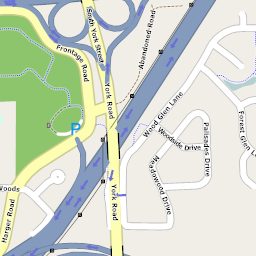 South York Street
Abandoned Road
Frontage Road
York Road
Wood Glen Lane
P
Woodside Drive
Palisades Drive
Forest Glen
Meadowood Drive
Woods
York Road
Harger Road